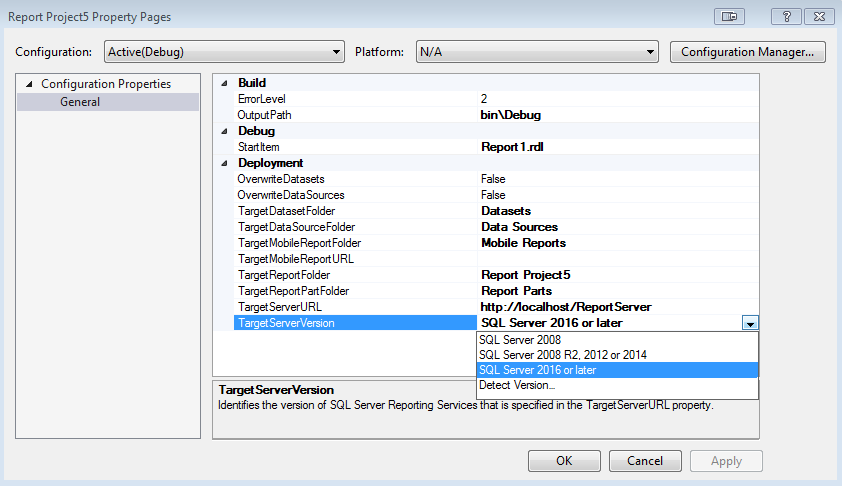 Report Project5 Property Pages
Configuration: Active(Debug) Platform: N/A Configuration Manager...
Configuration Properties
General
Build
ErrorLevel 2
OutputPath bin\Debug
Debug
StartItem Report1.rdl
Deployment
OverwriteDatasets False
OverwriteDataSources False
TargetDatasetFolder Datasets
TargetDataSourceFolder Data Sources
TargetMobileReportFolder Mobile Reports
TargetMobileReportURL
TargetReportFolder Report Project5
TargetReportPartFolder Report Parts
TargetServerURL http://localhost/ReportServer
TargetServerVersion SQL Server 2016 or later
SQL Server 2008
SQL Server 2008 R2, 2012 or 2014
SQL Server 2016 or later
Detect Version...
TargetServerVersion
Identifies the version of SQL Server Reporting Services that is specified in the TargetServerURL property.
OK Cancel Apply